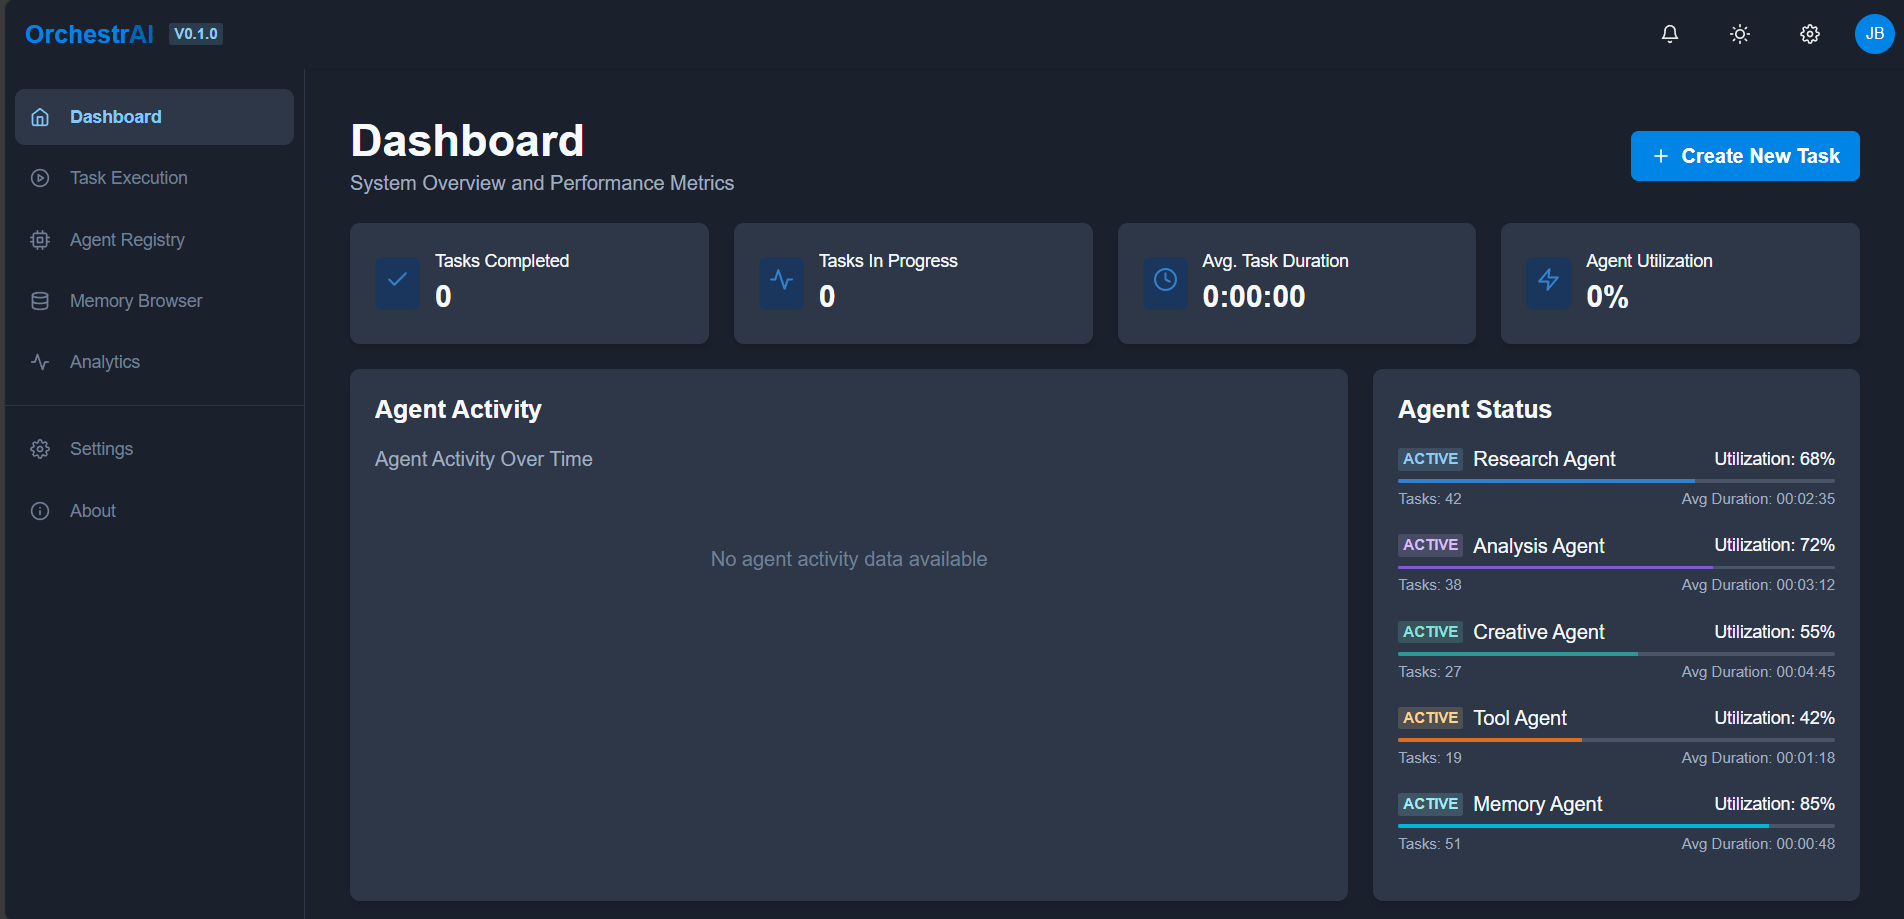 OrchestrAI V0.1.0
JB
Dashboard
Task Execution
Agent Registry
Memory Browser
Analytics
Settings
About
Dashboard
System Overview and Performance Metrics
+ Create New Task
Tasks Completed
0
Tasks In Progress
0
Avg. Task Duration
0:00:00
Agent Utilization
0%
Agent Activity
Agent Activity Over Time
No agent activity data available
Agent Status
ACTIVE Research Agent Utilization: 68%
Tasks: 42 Avg Duration: 00:02:35
ACTIVE Analysis Agent Utilization: 72%
Tasks: 38 Avg Duration: 00:03:12
ACTIVE Creative Agent Utilization: 55%
Tasks: 27 Avg Duration: 00:04:45
ACTIVE Tool Agent Utilization: 42%
Tasks: 19 Avg Duration: 00:01:18
ACTIVE Memory Agent Utilization: 85%
Tasks: 51 Avg Duration: 00:00:48